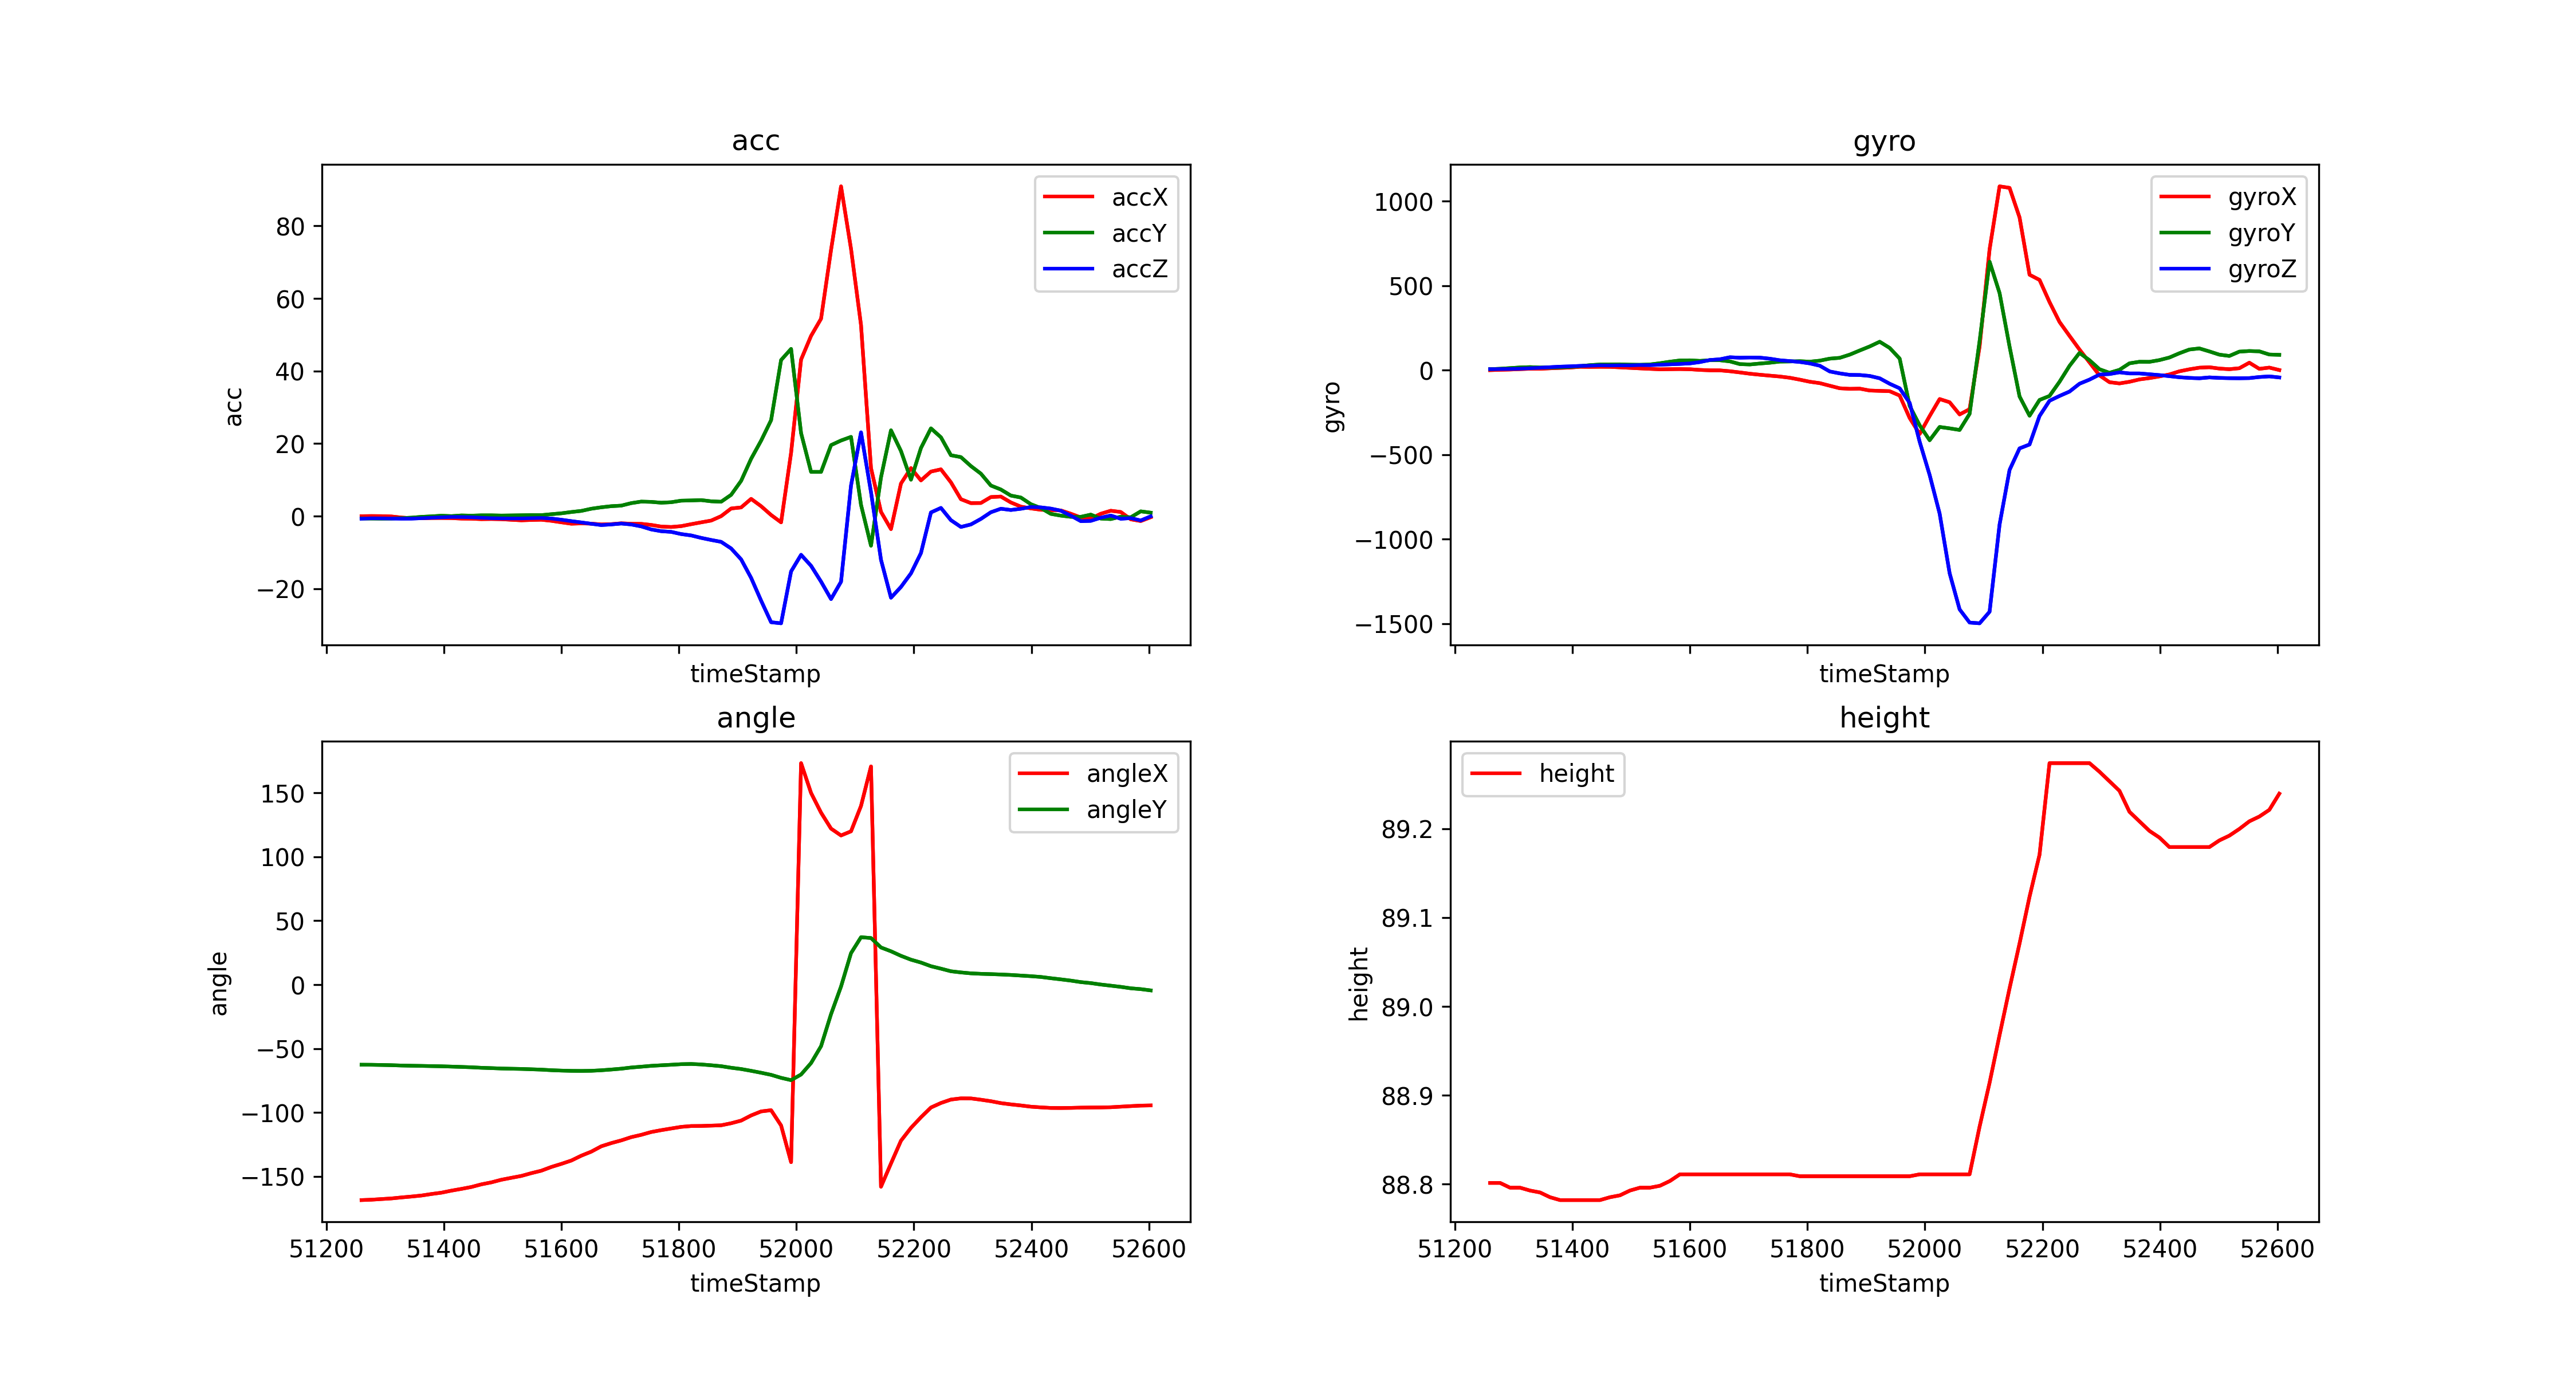 acc
80
60
40
20
0
−20
acc
accX
accY
accZ
timeStamp
gyro
1000
500
0
−500
−1000
−1500
gyro
gyroX
gyroY
gyroZ
timeStamp
angle
150
100
50
0
−50
−100
−150
angle
angleX
angleY
51200 51400 51600 51800 52000 52200 52400 52600
timeStamp
height
89.2
89.1
89.0
88.9
88.8
height
height
51200 51400 51600 51800 52000 52200 52400 52600
timeStamp